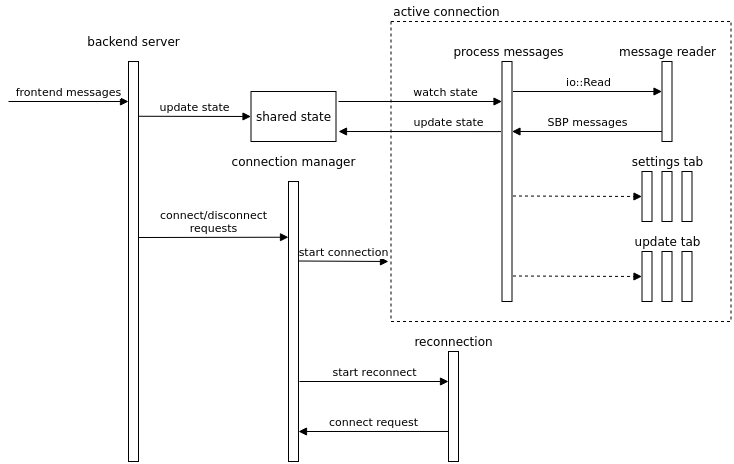 active connection
backend server
process messages
message reader
frontend messages
update state
shared state
watch state
io::Read
update state
SBP messages
connection manager
settings tab
connect/disconnect
requests
start connection
update tab
reconnection
start reconnect
connect request